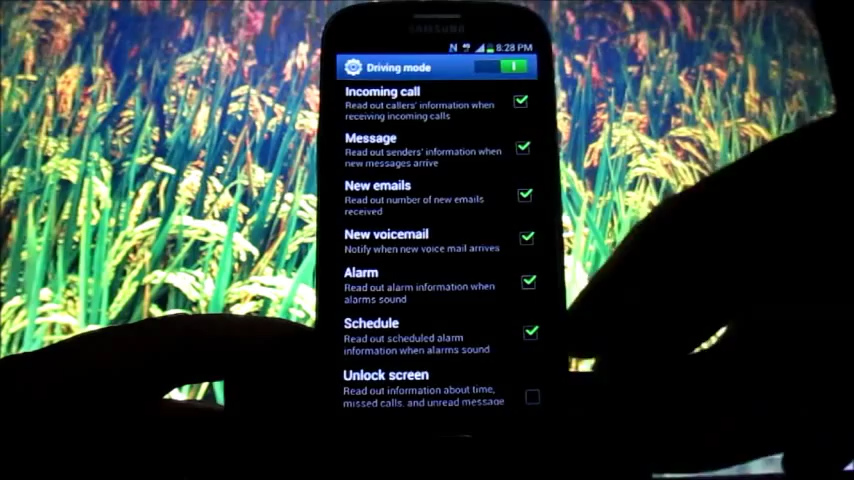 SAMSUNG
8:28 PM
Driving mode
Incoming call
Read out callers' information when
receiving incoming calls
Message
Read out senders' information when
new messages arrive
New emails
Read out number of new emails
received
New voicemail
Notify when new voice mail arrives
Alarm
Read out alarm information when
alarms sound
Schedule
Read out scheduled alarm
information when alarms sound
Unlock screen
Read out information about time,
missed calls, and unread message